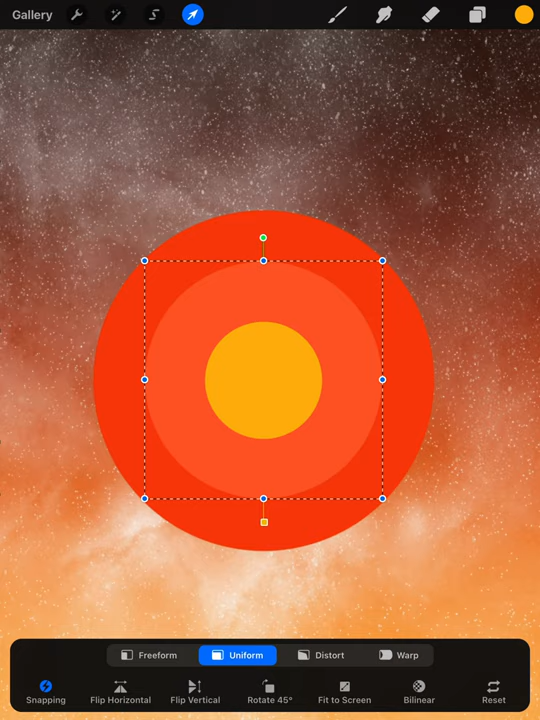 Gallery
Freeform Uniform Distort Warp
Snapping Flip Horizontal Flip Vertical Rotate 45° Fit to Screen Bilinear Reset